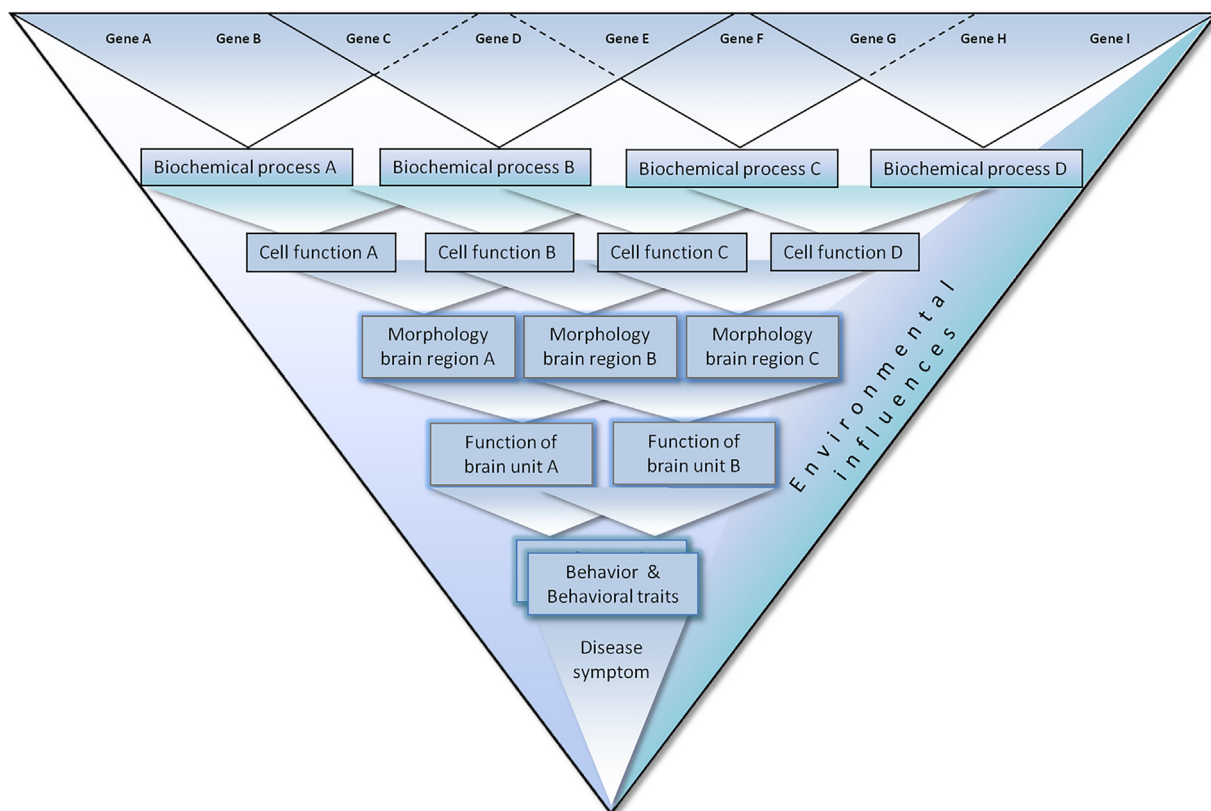 Gene A
Gene B
Gene C
Gene D
Gene E
Gene F
Gene G
Gene H
Gene I
Biochemical process A
Biochemical process B
Biochemical process C
Biochemical process D
Cell function A
Cell function B
Cell function C
Cell function D
Morphology
brain region A
Morphology
brain region B
Morphology
brain region C
Function of
brain unit A
Function of
brain unit B
Behavior &
Behavioral traits
Disease
symptom
Environmental
influences